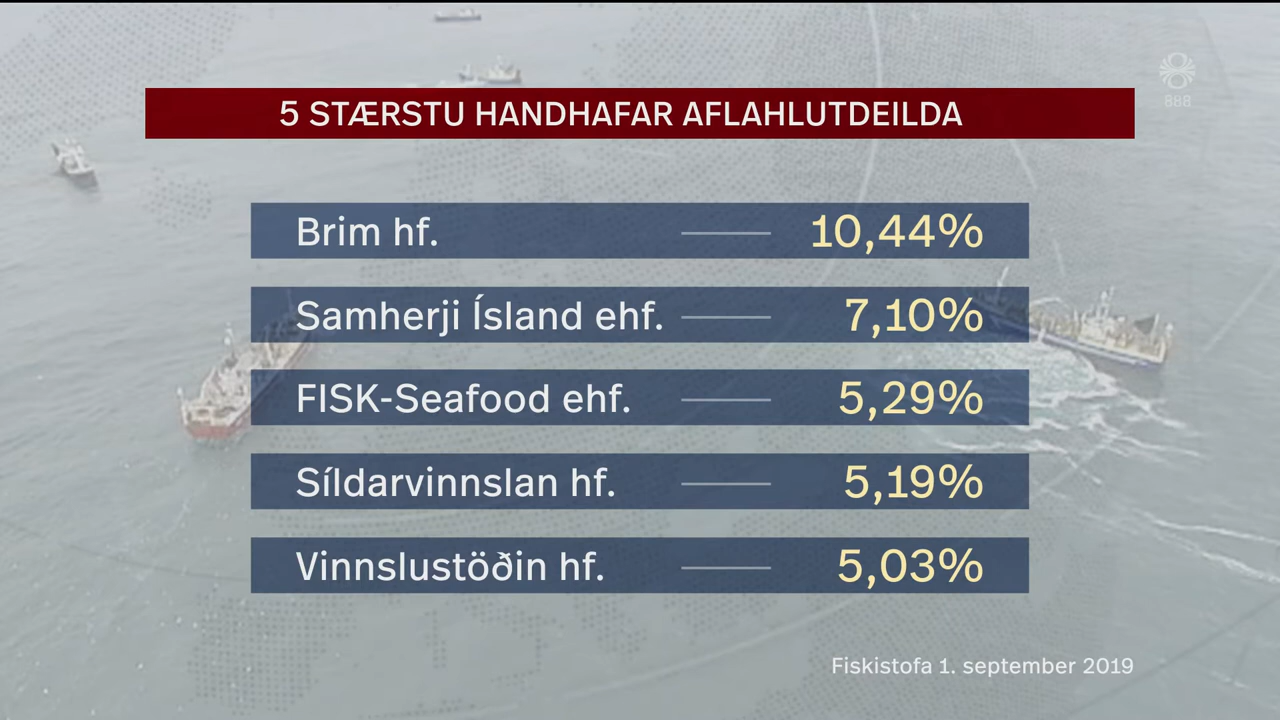 5 STÆRSTU HANDHAFAR AFLAHLUTDEILDA
888
Brim hf. 10,44%
Samherji Ísland ehf. 7,10%
FISK-Seafood ehf. 5,29%
Síldarvinnslan hf. 5,19%
Vinnslustöðin hf. 5,03%
Fiskistofa 1. september 2019